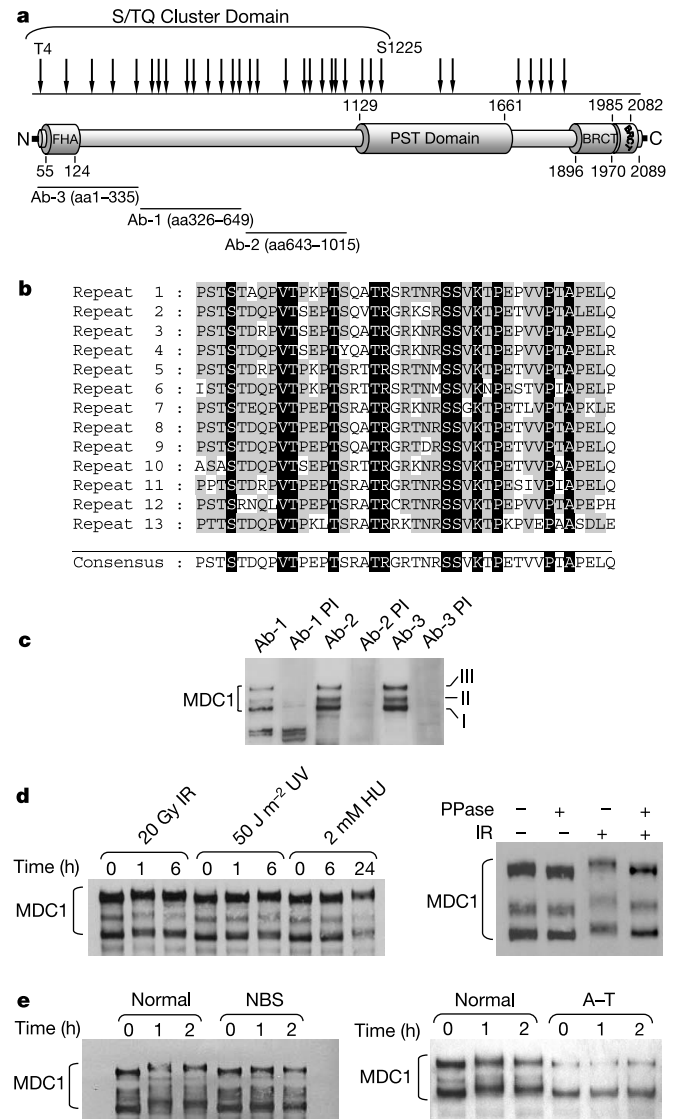 a
S/TQ Cluster Domain
T4
S1225
1129
1661
1985
2082
N
FHA
PST Domain
BRCT
BRCT
C
55
124
1896
1970
2089
Ab-3 (aa1–335)
Ab-1 (aa326–649)
Ab-2 (aa643–1015)
b
Repeat 1 : PSTSTAQPVTPKPTSQATRSRTNRSSVKTPEPVVPTAPELQ
Repeat 2 : PSTSTDQPVTSEPTSQVTRGRKSRSSVKTPETVVPTALELQ
Repeat 3 : PSTSTDRPVTSEPTSQATRGRKNRSSVKTPEPVVPTAPELQ
Repeat 4 : PSTSTDQPVTSEPTYQATRGRKNRSSVKTPEPVVPTAPELR
Repeat 5 : PSTSTDRPVTPKPTSRTTRSRTNMSSVKTPETVVPTAPELQ
Repeat 6 : ISTSTDQPVTPKPTSRTTRSRTNMSSVKNPESTVPIAPELP
Repeat 7 : PSTSTEQPVTPEPTSRATRGRKNRSSGKTPETLVPTAPKLE
Repeat 8 : PSTSTDQPVTPEPTSQATRGRTNRSSVKTPETVVPTAPELQ
Repeat 9 : PSTSTDQPVTPEPTSQATRGRTDRSSVKTPETVVPTAPELQ
Repeat 10 : ASASTDQPVTSEPTSRTTRGRKNRSSVKTPETVVPAAPELQ
Repeat 11 : PPTSTDRPVTPEPTSRATRGRTNRSSVKTPESIVPIAPELQ
Repeat 12 : PSTSRNQLVTPEPTSRATRCRTNRSSVKTPEPVVPTAPEPH
Repeat 13 : PTTSTDQPVTPKLTSRATRRKTNRSSVKTPKPVEPAASDLE
Consensus : PSTSTDQPVTPEPTSRATRGRTNRSSVKTPETVVPTAPELQ
c
Ab-1
Ab-1 PI
Ab-2
Ab-2 PI
Ab-3
Ab-3 PI
MDC1
III
II
I
d
20 Gy IR
50 J m−2 UV
2 mM HU
Time (h) 0 1 6 0 1 6 0 6 24
MDC1
PPase – + – +
IR – – + +
MDC1
e
Normal NBS
Time (h) 0 1 2 0 1 2
MDC1
Normal A–T
Time (h) 0 1 2 0 1 2
MDC1